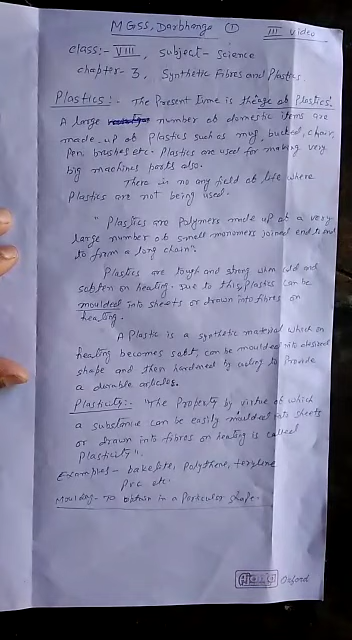 MGSS, Darbhanga ① III video
class:- VIII, subject- science
chapter- 3, Synthetic Fibres and Plastics.
Plastics:- The Present time is the age of Plastics.
A large number of domestic items are
made up of Plastics such as mug, bucked, chair,
Pen brushes etc. Plastics are used for making very
big machines parts also.
There is no any field of life where
Plastics are not being used.
"Plastics are Polymers made up of a very
large number of small monomers joined end to end
to form a long chain".
Plastics are tough and strong when cold and
soften on heating. Due to this, Plastics can be
moulded into sheets or drawn into fibres on
heating.
A Plastic is a synthetic material which on
heating becomes soft, can be moulded into desired
shape and then hardened by cooling to Provide
a durable articles.
Plasticity:- "The Property by virtue of which
a substance can be easily moulded into sheets
or drawn into fibres on heating is called
Plasticity".
Examples- bakelite, Polythene, terylene
Pvc etc.
Moulding- To obtain in a Particular shape.
Oxford